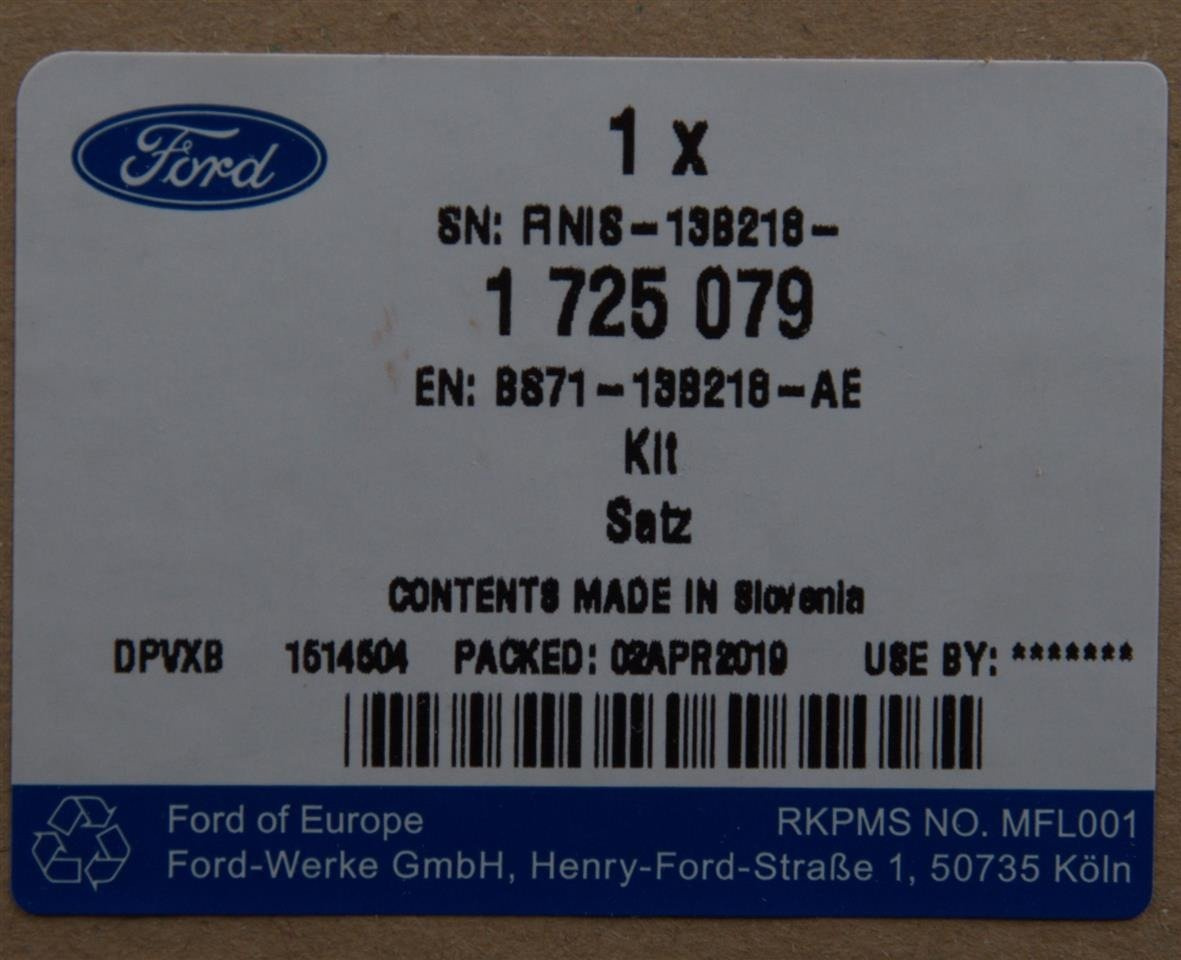 Ford
1 x
SN: RNIS-13B218-
1 725 079
EN: BS71-13B218-AE
Kit
Satz
CONTENTS MADE IN Slovenia
DPVXB 1514504 PACKED: 02APR2019 USE BY: *******
Ford of Europe
RKPMS NO. MFL001
Ford-Werke GmbH, Henry-Ford-Straße 1, 50735 Köln